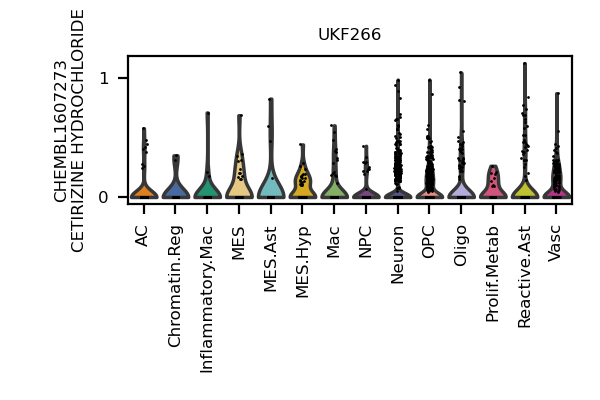 UKF266
CHEMBL1607273
CETIRIZINE HYDROCHLORIDE
1
0
AC
Chromatin.Reg
Inflammatory.Mac
MES
MES.Ast
MES.Hyp
Mac
NPC
Neuron
OPC
Oligo
Prolif.Metab
Reactive.Ast
Vasc